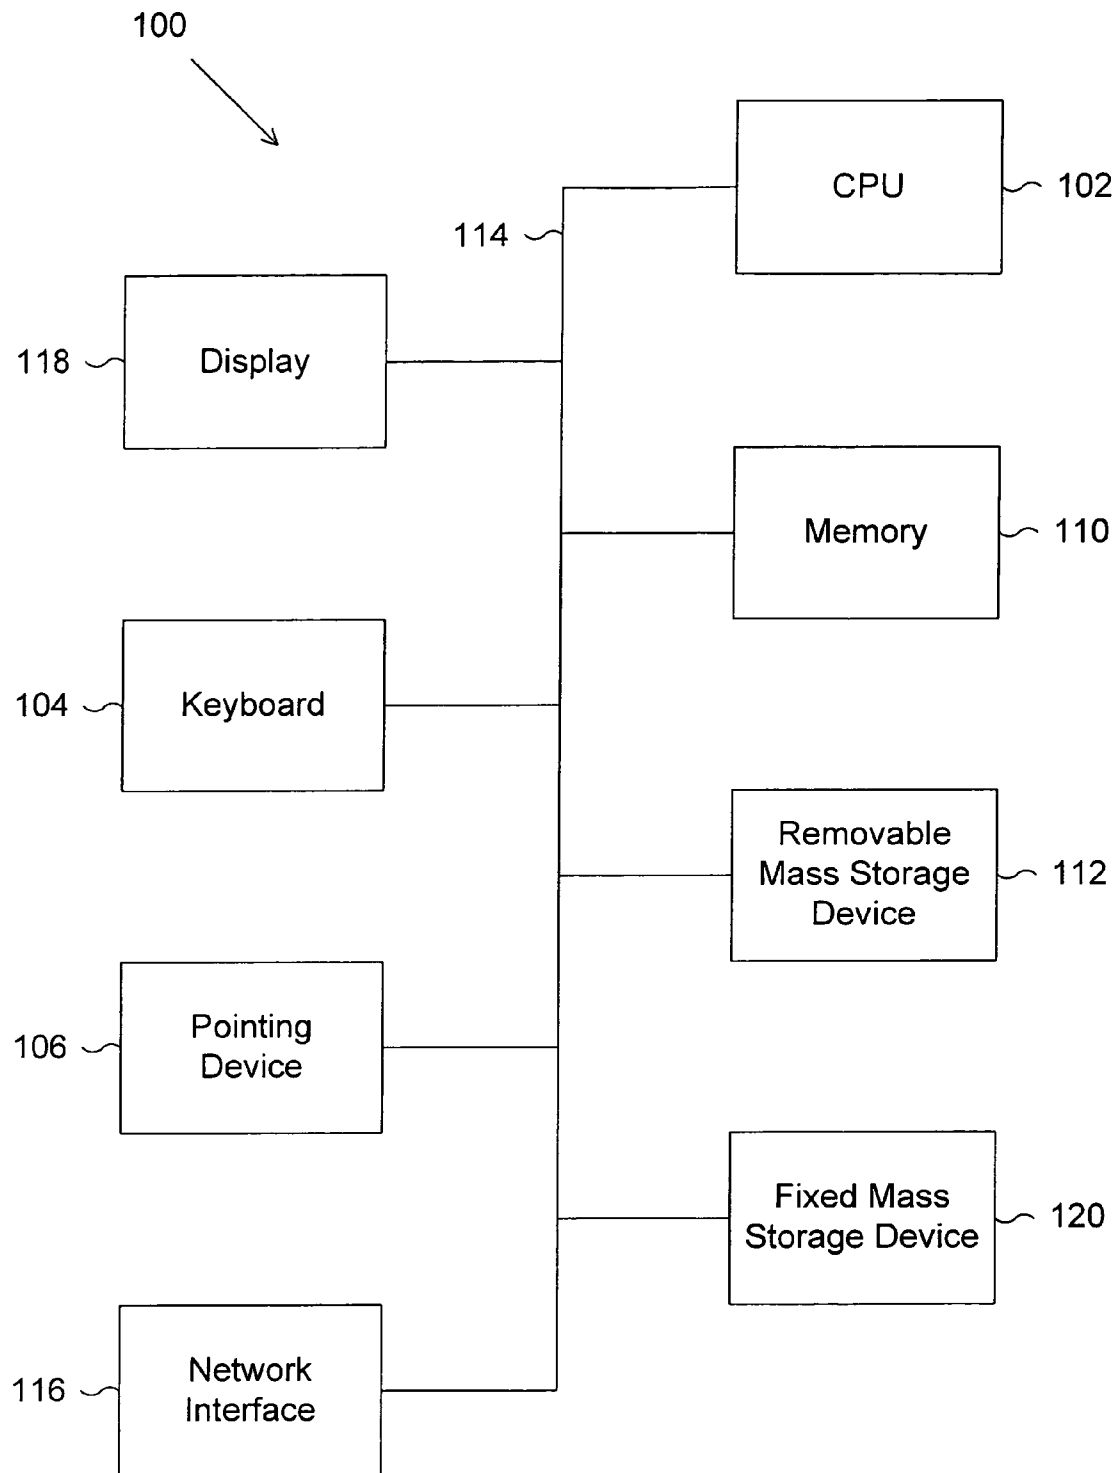 100
CPU
102
114
118
Display
Memory
110
104
Keyboard
Removable
Mass Storage
Device
112
106
Pointing
Device
Fixed Mass
Storage Device
120
116
Network
Interface